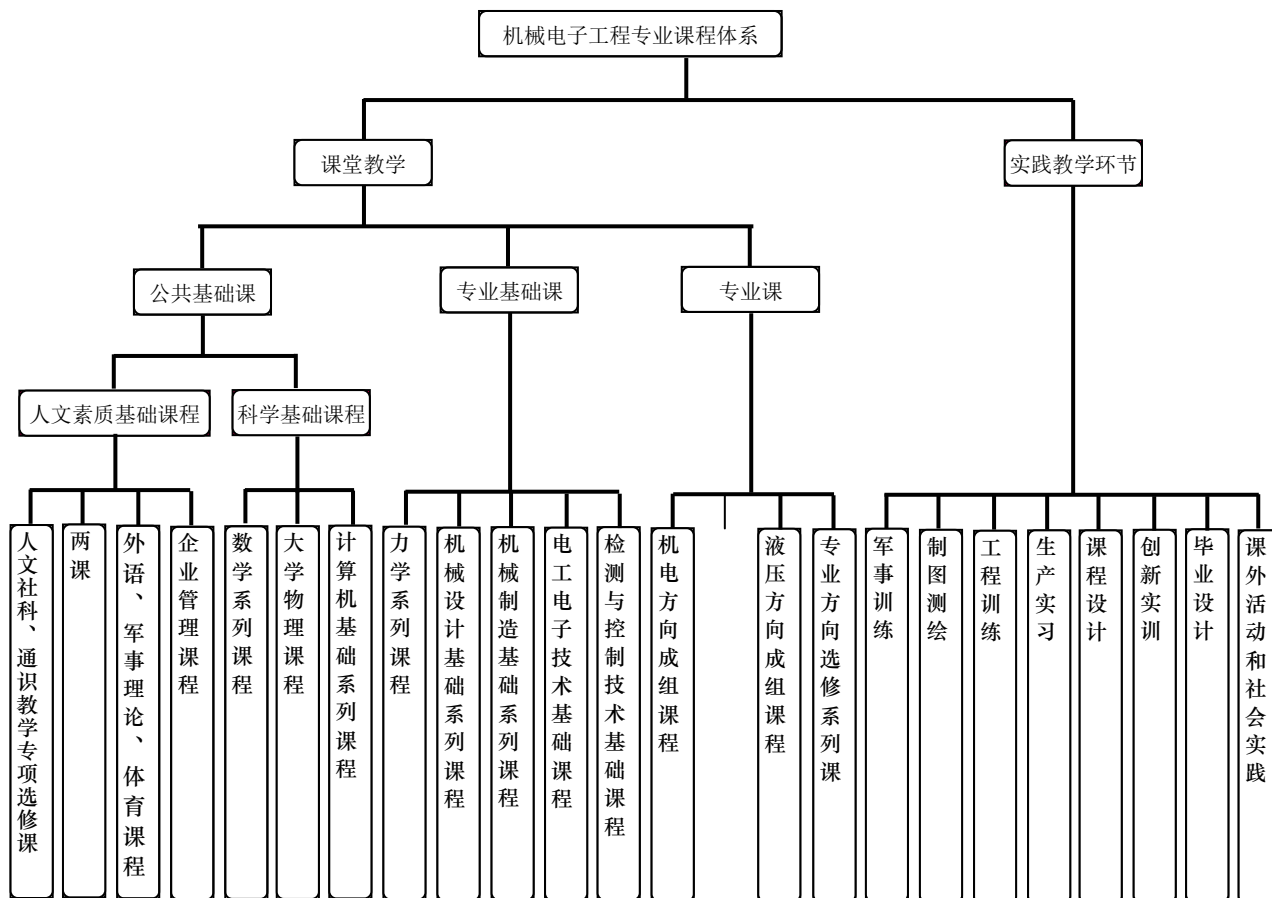 机械电子工程专业课程体系
课堂教学
实践教学环节
公共基础课
专业基础课
专业课
人文素质基础课程
科学基础课程
人文社科、通识教学专项选修课
两课
外语、军事理论、体育课程
企业管理课程
数学系列课程
大学物理课程
计算机基础系列课程
力学系列课程
机械设计基础系列课程
机械制造基础系列课程
电工电子技术基础课程
检测与控制技术基础课程
机电方向成组课程
液压方向成组课程
专业方向选修系列课
军事训练
制图测绘
工程训练
生产实习
课程设计
创新实训
毕业设计
课外活动和社会实践